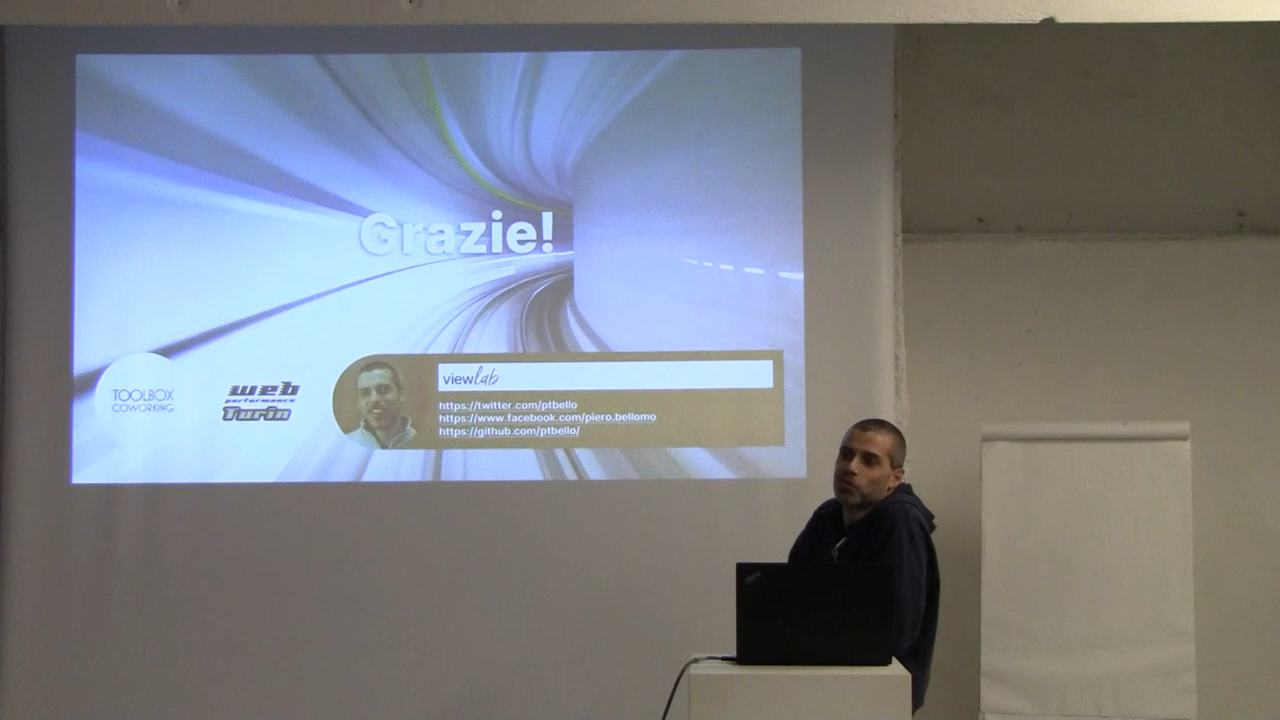 Grazie!
TOOLBOX
COWORKING
web
performance
Turin
viewlab
https://twitter.com/ptbello
https://www.facebook.com/piero.bellomo
https://github.com/ptbello/